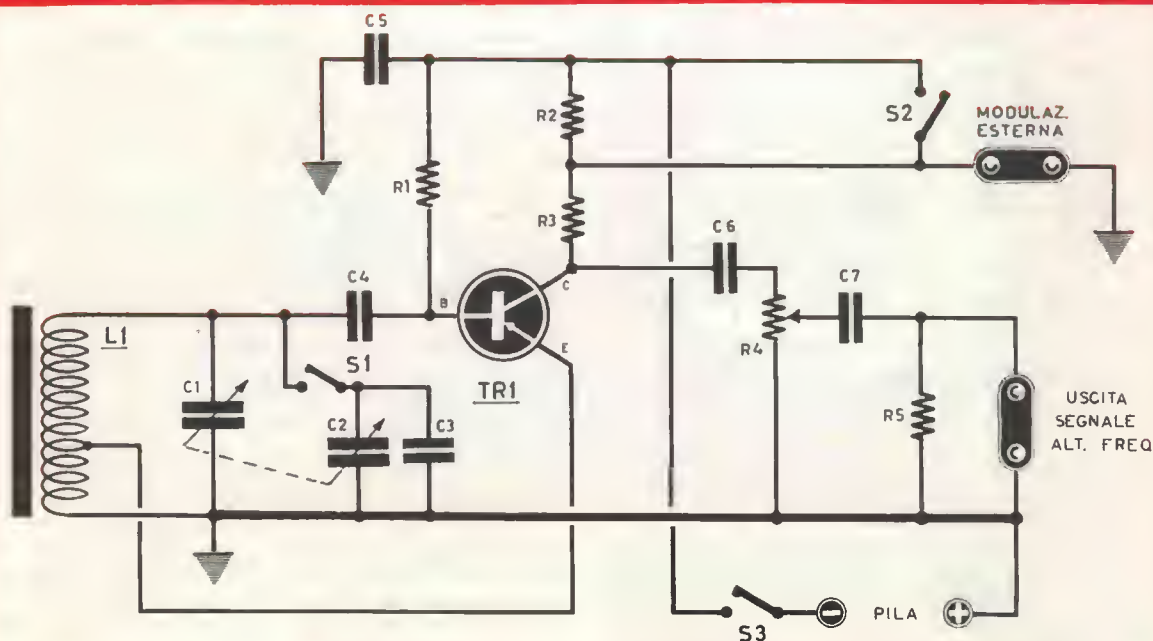 C5
R2
S2
MODULAZ.
ESTERNA
R1
R3
C6
C
C4
B
C7
L1
S1
R4
E
C1
TR1
C2
C3
R5
USCITA
SEGNALE
ALT. FREQ
PILA
S3